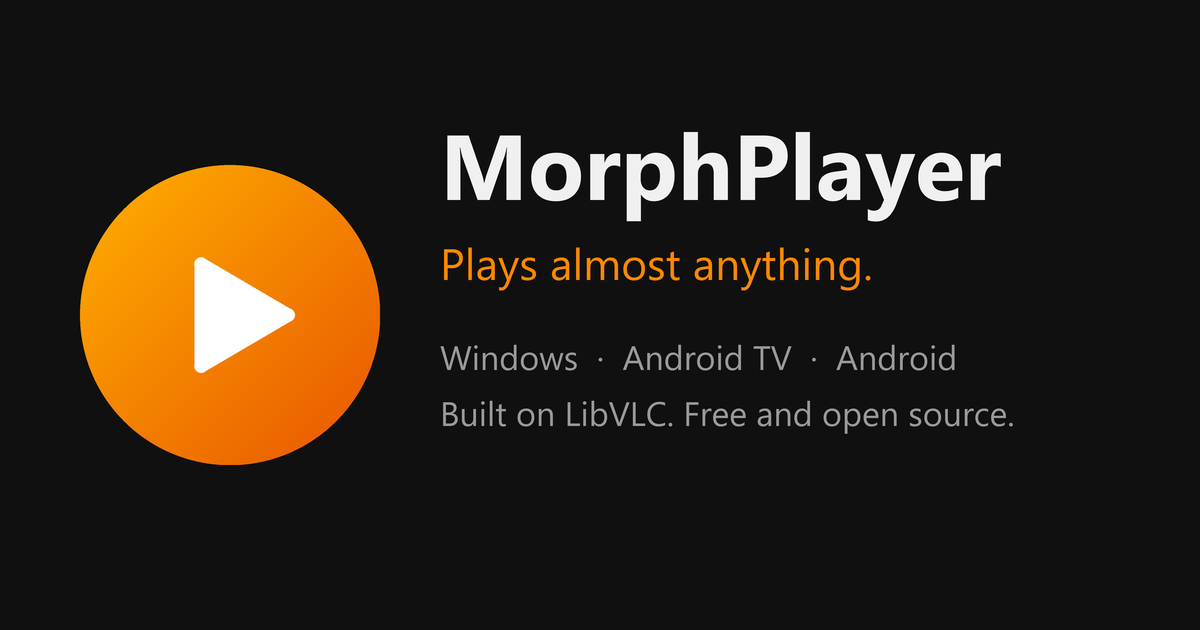 MorphPlayer
Plays almost anything.
Windows · Android TV · Android
Built on LibVLC. Free and open source.